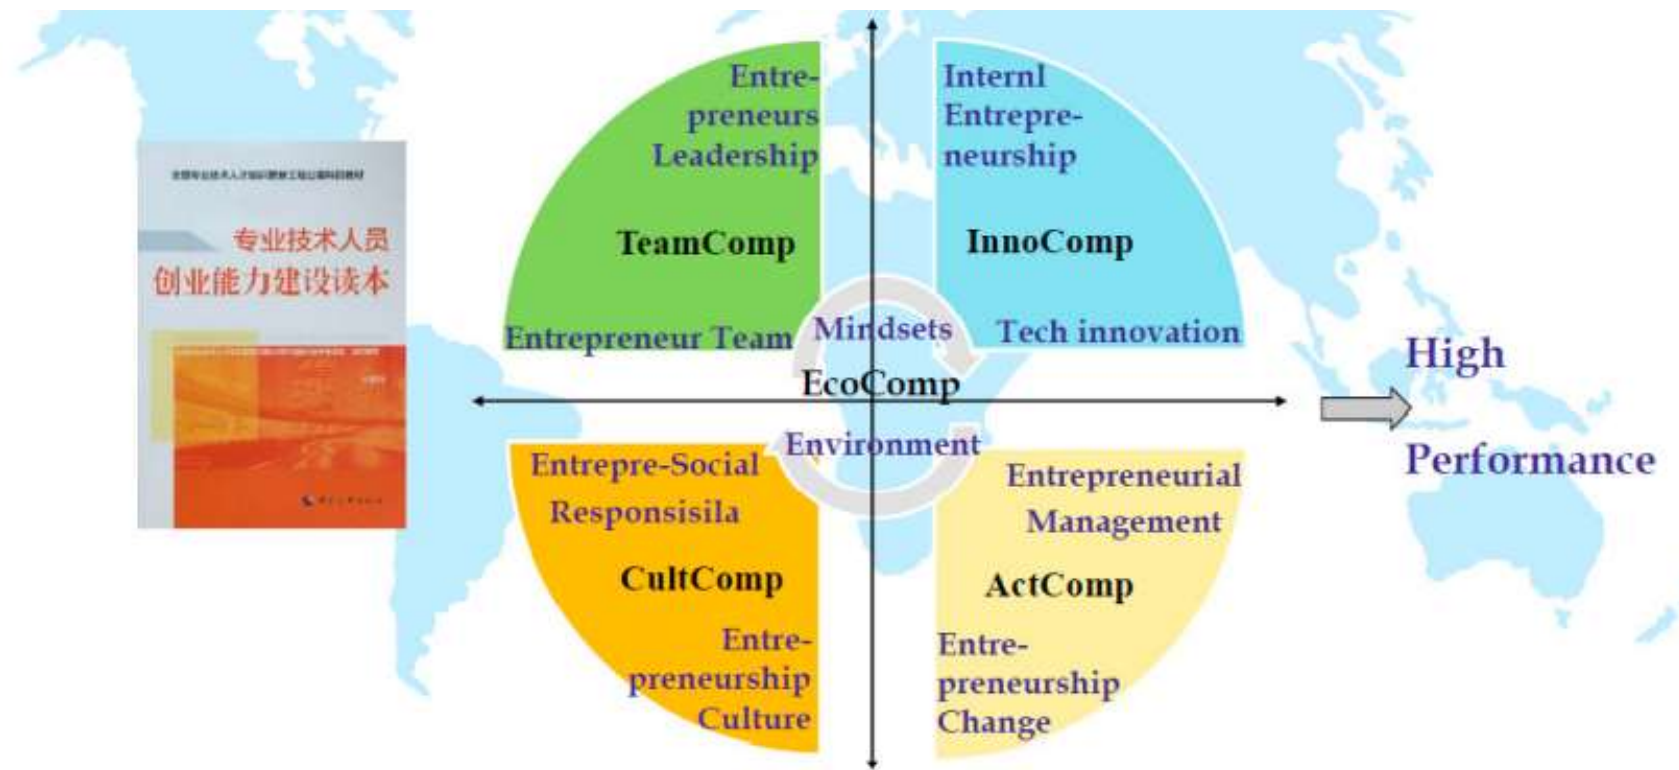 专业技术人员
创业能力建设读本
Entre-
preneurs
Leadership
TeamComp
Entrepreneur Team
Internl
Entrepre-
neurship
InnoComp
Tech innovation
Mindsets
EcoComp
Environment
Entrepre-Social
Responsisila
CultComp
Entre-
preneurship
Culture
Entrepreneurial
Management
ActComp
Entre-
preneurship
Change
High
Performance